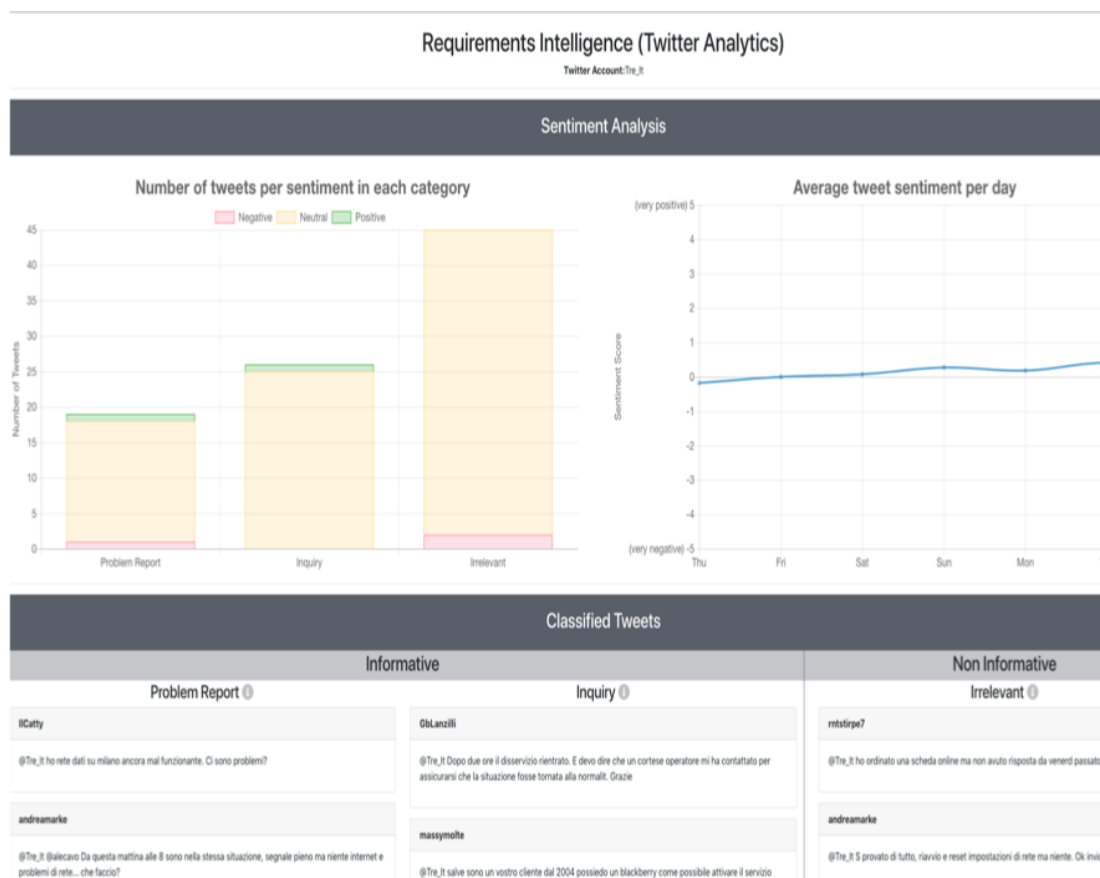 Requirements Intelligence (Twitter Analytics)
Twitter Account:Tre_It
Sentiment Analysis
Number of tweets per sentiment in each category
Negative Neutral Positive
45
40
35
30
25
20
15
10
5
0
Number of Tweets
Problem Report Inquiry Irrelevant
Average tweet sentiment per day
(very positive) 5
4
3
2
1
0
-1
-2
-3
-4
(very negative) -5
Sentiment Score
Thu Fri Sat Sun Mon
Classified Tweets
Informative
Non Informative
Problem Report
Inquiry
Irrelevant
IlCatty
@Tre_It ho rete dati su milano ancora mal funzionante. Ci sono problemi?
andreamarke
@Tre_It @alecavo Da questa mattina alle 8 sono nella stessa situazione, segnale pieno ma niente internet e
problemi di rete... che faccio?
GbLanzilli
@Tre_It Dopo due ore il disservizio rientrato. E devo dire che un cortese operatore mi ha contattato per
assicurarsi che la situazione fosse tornata alla normalit. Grazie
massymolte
@Tre_It salve sono un vostro cliente dal 2004 possiedo un blackberry come possibile attivare il servizio
rntstirpe7
@Tre_It ho ordinato una scheda online ma non avuto risposta da venerd passato
andreamarke
@Tre_It S provato di tutto, riavvio e reset impostazioni di rete ma niente. Ok